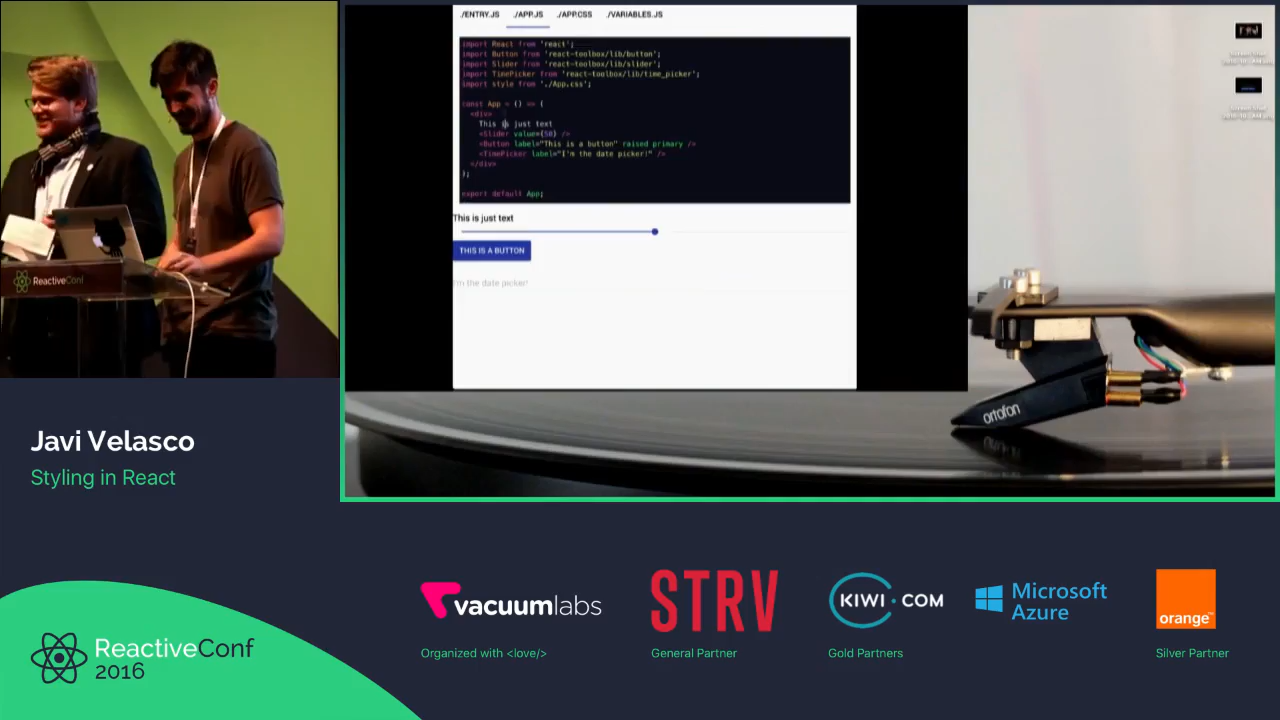 ReactiveConf
Javi Velasco
Styling in React
ReactiveConf
2016
./ENTRY.JS ./APP.JS ./APP.CSS ./VARIABLES.JS
import React from 'react';
import Button from 'react-toolbox/lib/button';
import Slider from 'react-toolbox/lib/slider';
import TimePicker from 'react-toolbox/lib/time_picker';
import style from './App.css';
const App = () => (
<div>
This is just text
<Slider value={50} />
<Button label="This is a button" raised primary />
<TimePicker label="I'm the date picker!" />
</div>
);
export default App;
This is just text
THIS IS A BUTTON
I'm the date picker!
ortofon
vacuumlabs
Organized with <love/>
STRV
General Partner
KIWI.COM
Gold Partners
Microsoft
Azure
orange™
Silver Partner